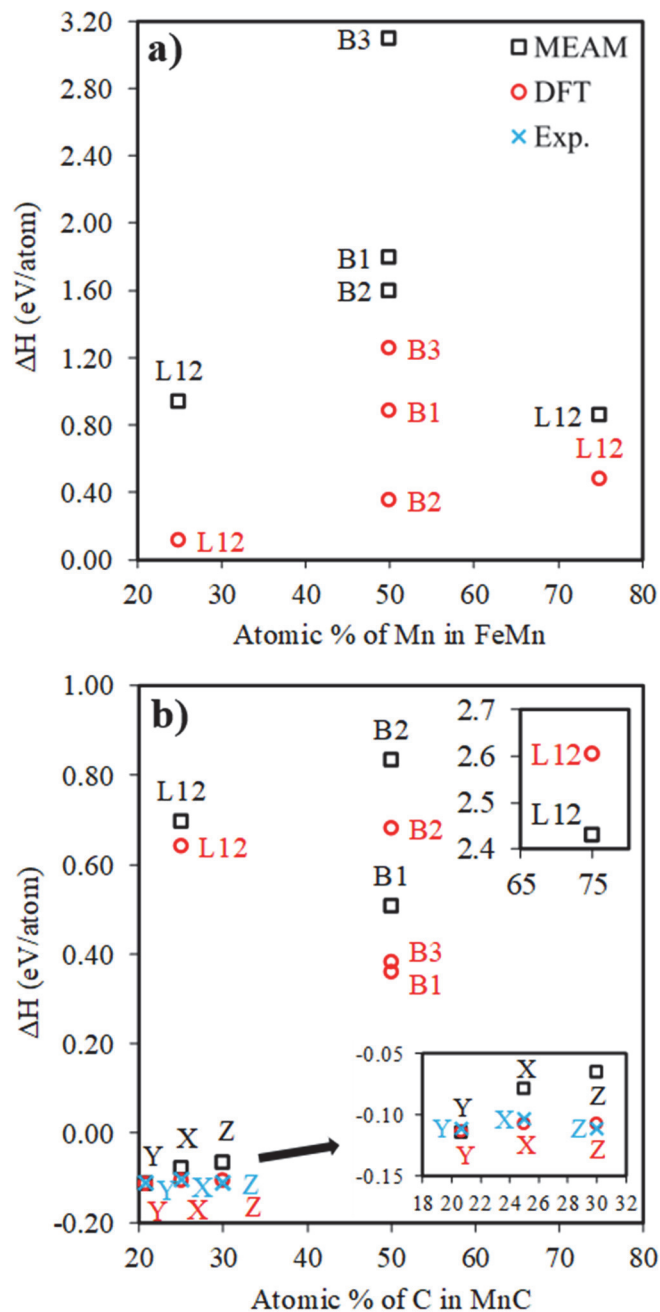 a)
3.20
2.80
2.40
2.00
1.60
1.20
0.80
0.40
0.00
ΔH (eV/atom)
B3
MEAM
DFT
Exp.
B1
B2
B3
L12
B1
L12
L12
B2
L12
20 30 40 50 60 70 80
Atomic % of Mn in FeMn
b)
1.00
0.80
0.60
0.40
0.20
0.00
-0.20
ΔH (eV/atom)
B2
L12
L12
B2
B1
B3
B1
2.7
2.6
2.5
2.4
L12
L12
65 75
Y X Z
Y X Z
Y X Z
-0.05
-0.10
-0.15
X
Y Z
Y X Z
Y X Z
18 20 22 24 26 28 30 32
20 30 40 50 60 70 80
Atomic % of C in MnC